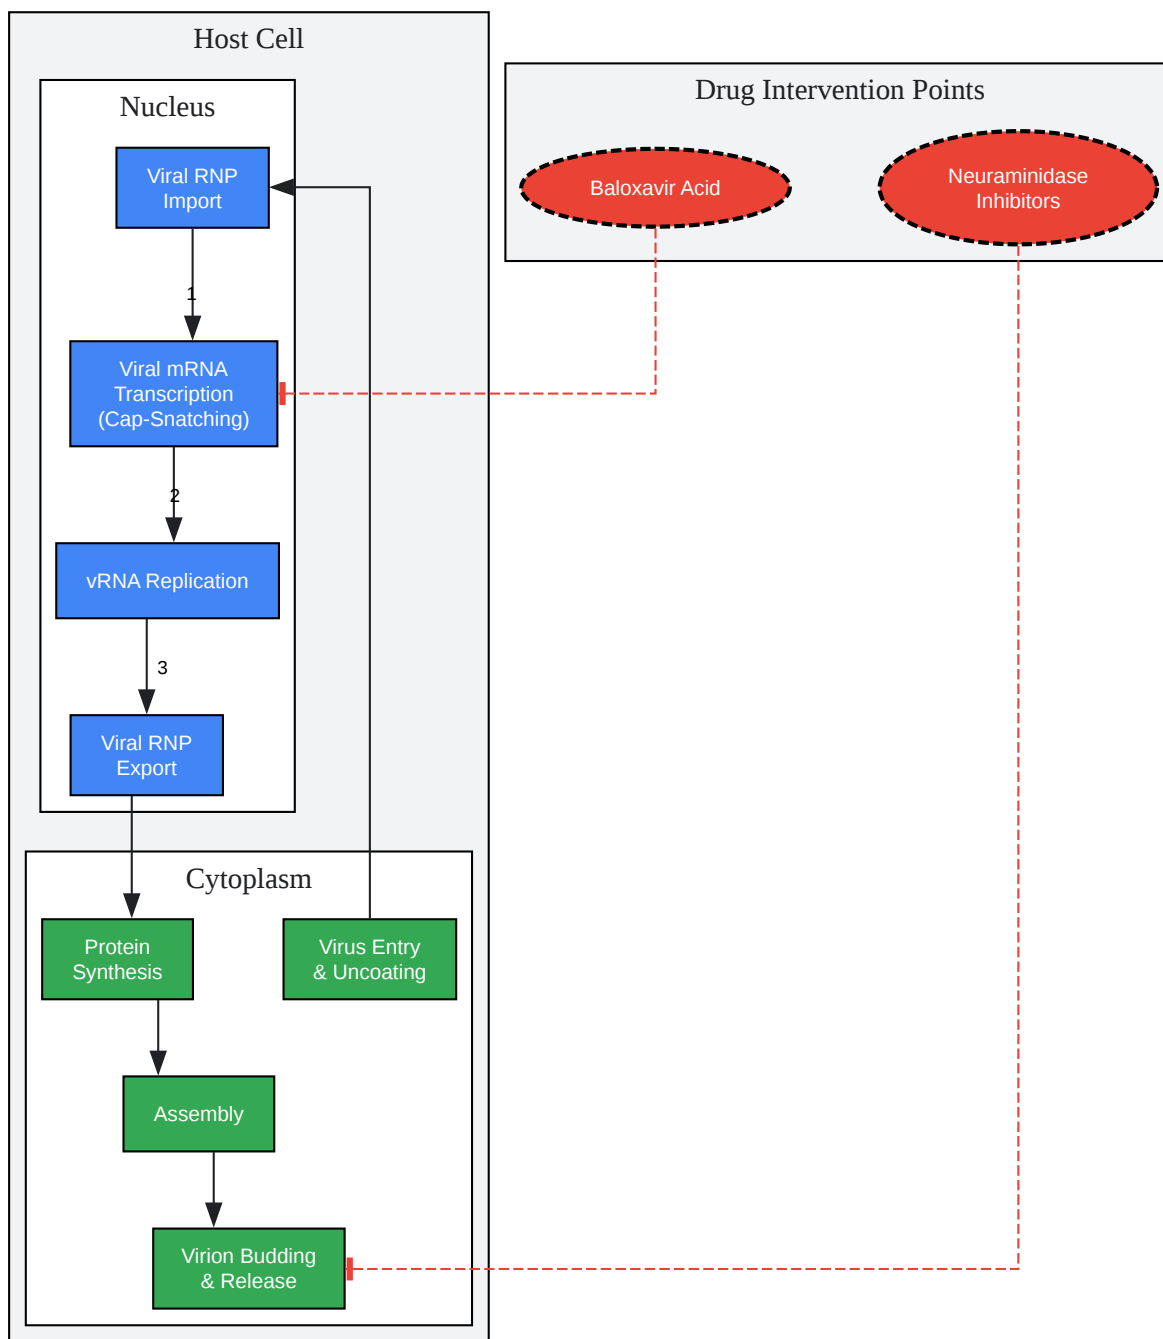 Host Cell
Nucleus
Viral RNP
Import
1
Viral mRNA
Transcription
(Cap-Snatching)
2
vRNA Replication
3
Viral RNP
Export
Cytoplasm
Protein
Synthesis
Virus Entry
& Uncoating
Assembly
Virion Budding
& Release
Drug Intervention Points
Baloxavir Acid
Neuraminidase
Inhibitors